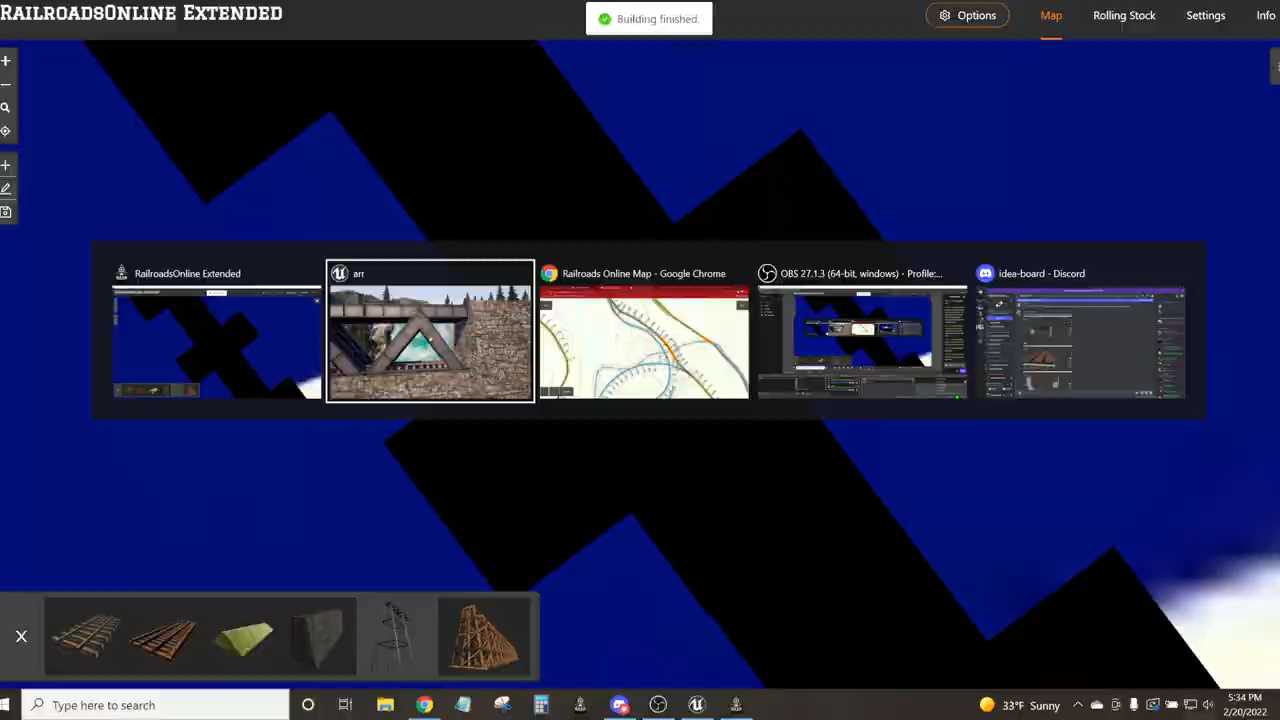 RailroadsOnline Extended
Building finished.
Options
Map
Rolling Stock
Settings
Info
RailroadsOnline Extended
arr
Railroads Online Map - Google Chrome
OBS 27.1.3 (64-bit, windows) - Profile:...
idea-board - Discord
Type here to search
33°F Sunny
5:34 PM
2/20/2022